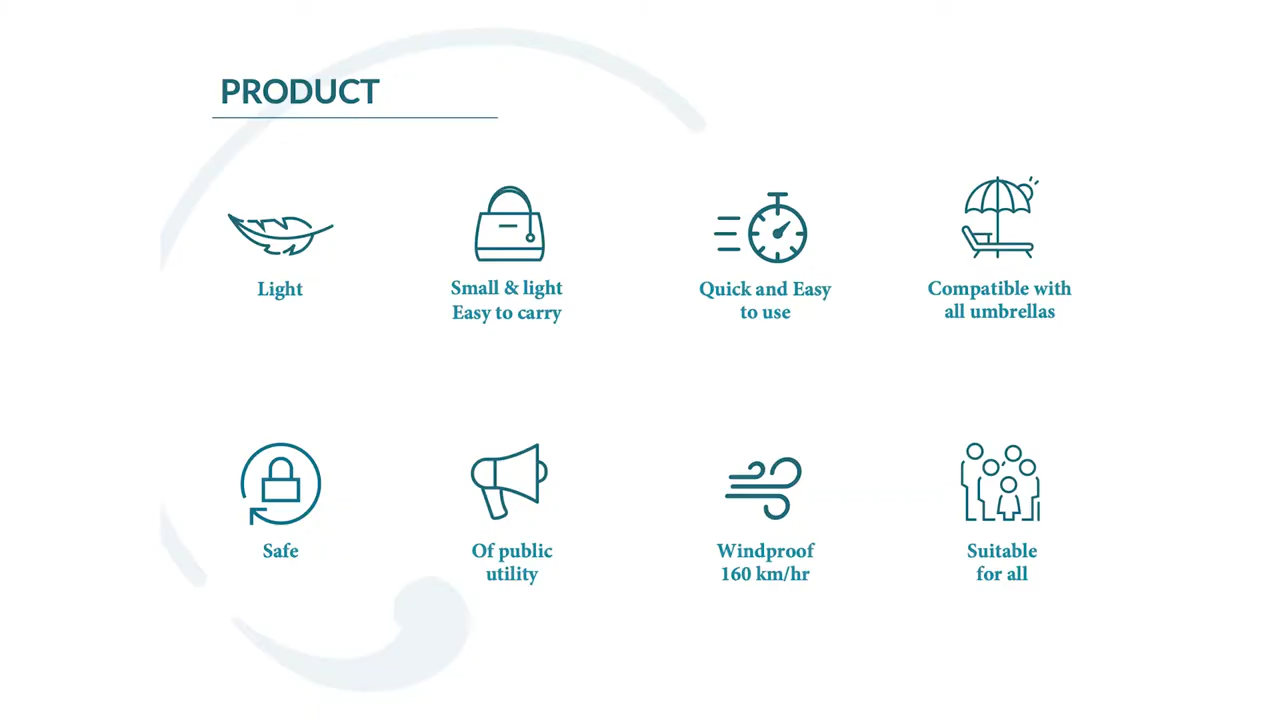 PRODUCT
Light
Small & light
Easy to carry
Quick and Easy
to use
Compatible with
all umbrellas
Safe
Of public
utility
Windproof
160 km/hr
Suitable
for all